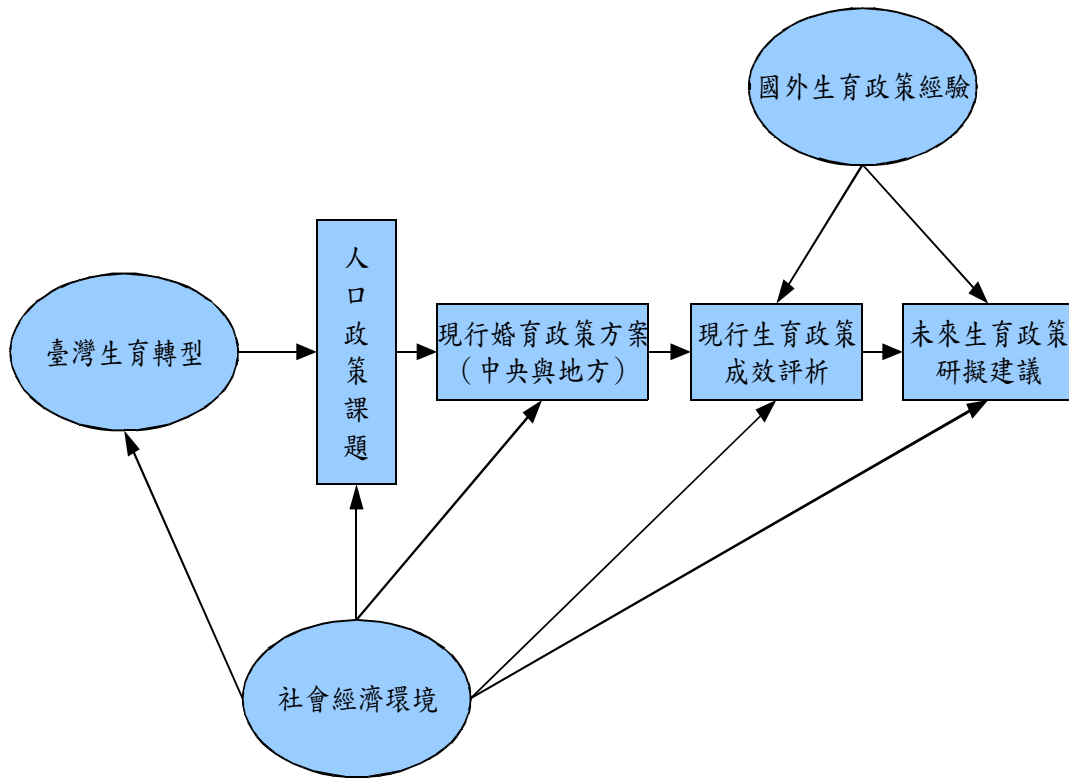 國外生育政策經驗
臺灣生育轉型
人口政策課題
現行婚育政策方案
（中央與地方）
現行生育政策
成效評析
未來生育政策
研擬建議
社會經濟環境